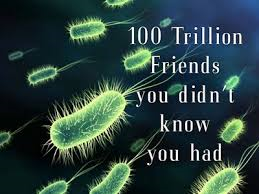 100 Trillion
Friends
you didn't
know
you had